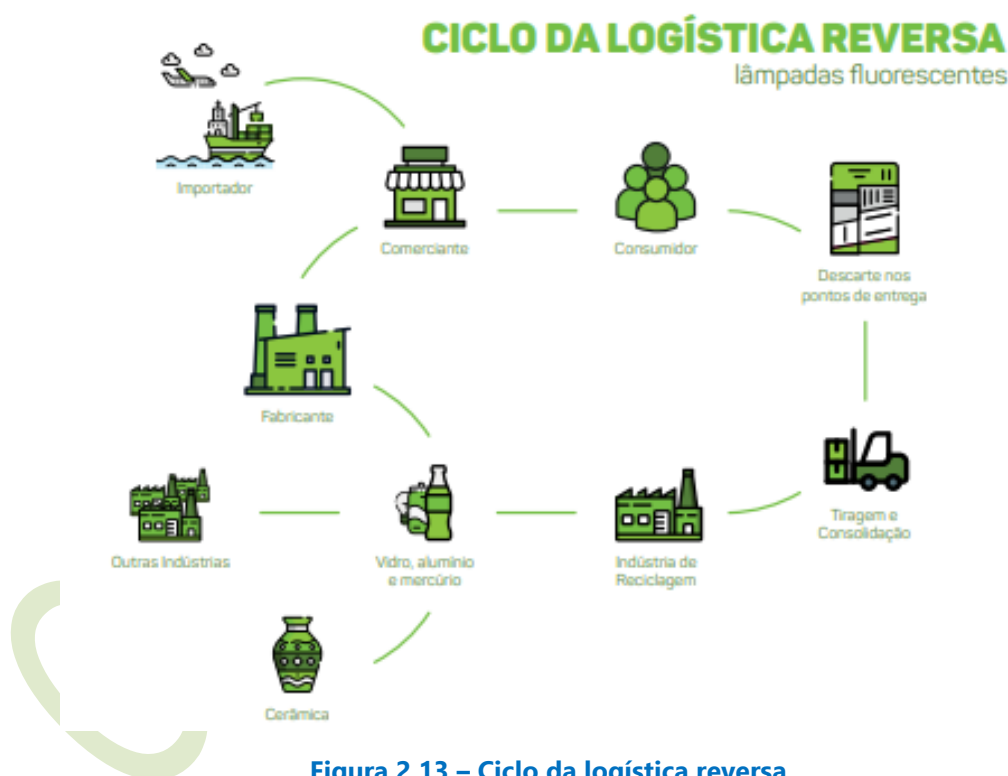 CICLO DA LOGÍSTICA REVERSA
lâmpadas fluorescentes
Importador
Comerciante
Consumidor
Descarte nos
pontos de entrega
Fabricante
Tiragem e
Consolidação
Outras Indústrias
Vidro, alumínio
e mercúrio
Indústria de
Reciclagem
Cerâmica
Figura 2.13 – Ciclo da logística reversa